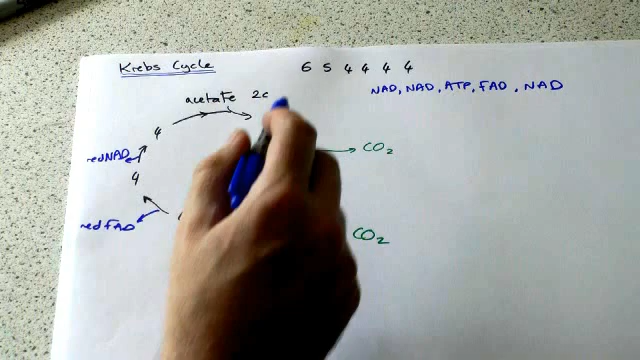 Krebs Cycle
6 5 4 4 4 4
NAD, NAD, ATP, FAD, NAD
acetate 2c
4
redNAD
CO2
4
redFAD
CO2